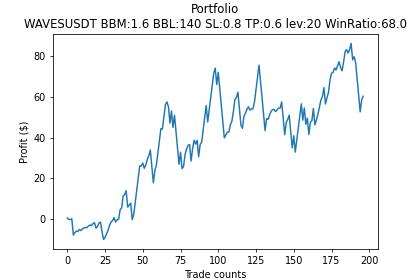 Portfolio
WAVESUSDT BBM:1.6 BBL:140 SL:0.8 TP:0.6 lev:20 WinRatio:68.0
80
60
40
20
0
Profit ($)
0 25 50 75 100 125 150 175 200
Trade counts